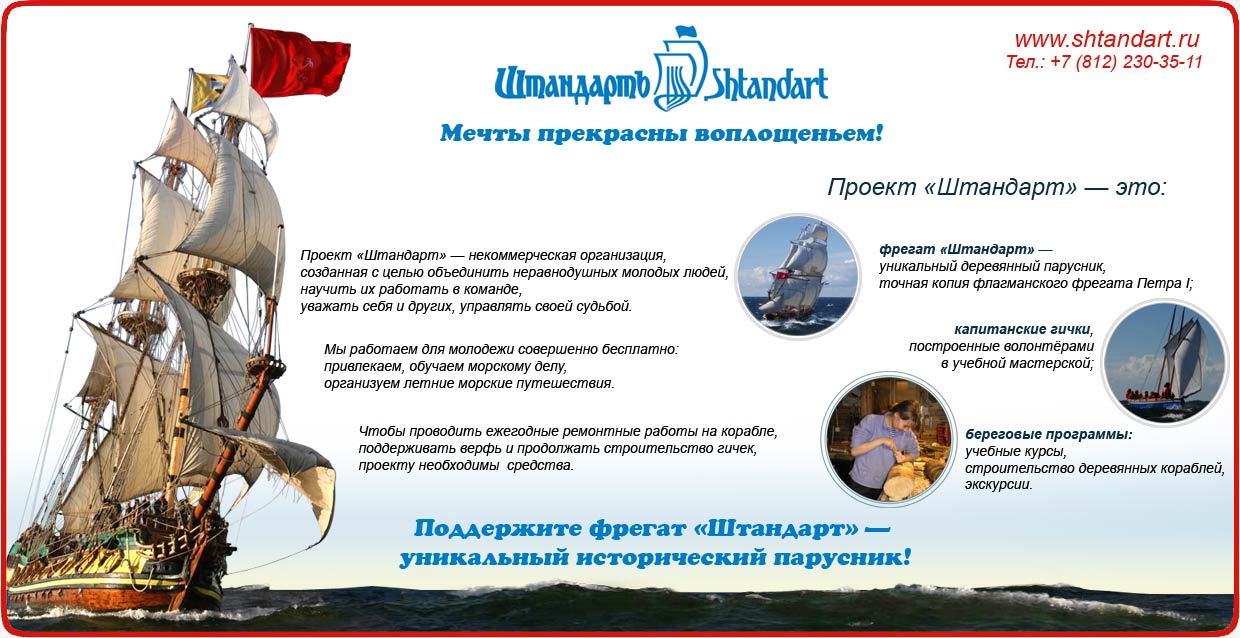 www.shtandart.ru
Тел.: +7 (812) 230-35-11
Штандартъ Shtandart
Мечты прекрасны воплощеньем!
Проект «Штандарт» — это:
Проект «Штандарт» — некоммерческая организация,
созданная с целью объединить неравнодушных молодых людей,
научить их работать в команде,
уважать себя и других, управлять своей судьбой.
Мы работаем для молодежи совершенно бесплатно:
привлекаем, обучаем морскому делу,
организуем летние морские путешествия.
Чтобы проводить ежегодные ремонтные работы на корабле,
поддерживать верфь и продолжать строительство гичек,
проекту необходимы средства.
фрегат «Штандарт» —
уникальный деревянный парусник,
точная копия флагманского фрегата Петра I;
капитанские гички,
построенные волонтёрами
в учебной мастерской;
береговые программы:
учебные курсы,
строительство деревянных кораблей,
экскурсии.
Поддержите фрегат «Штандарт» —
уникальный исторический парусник!